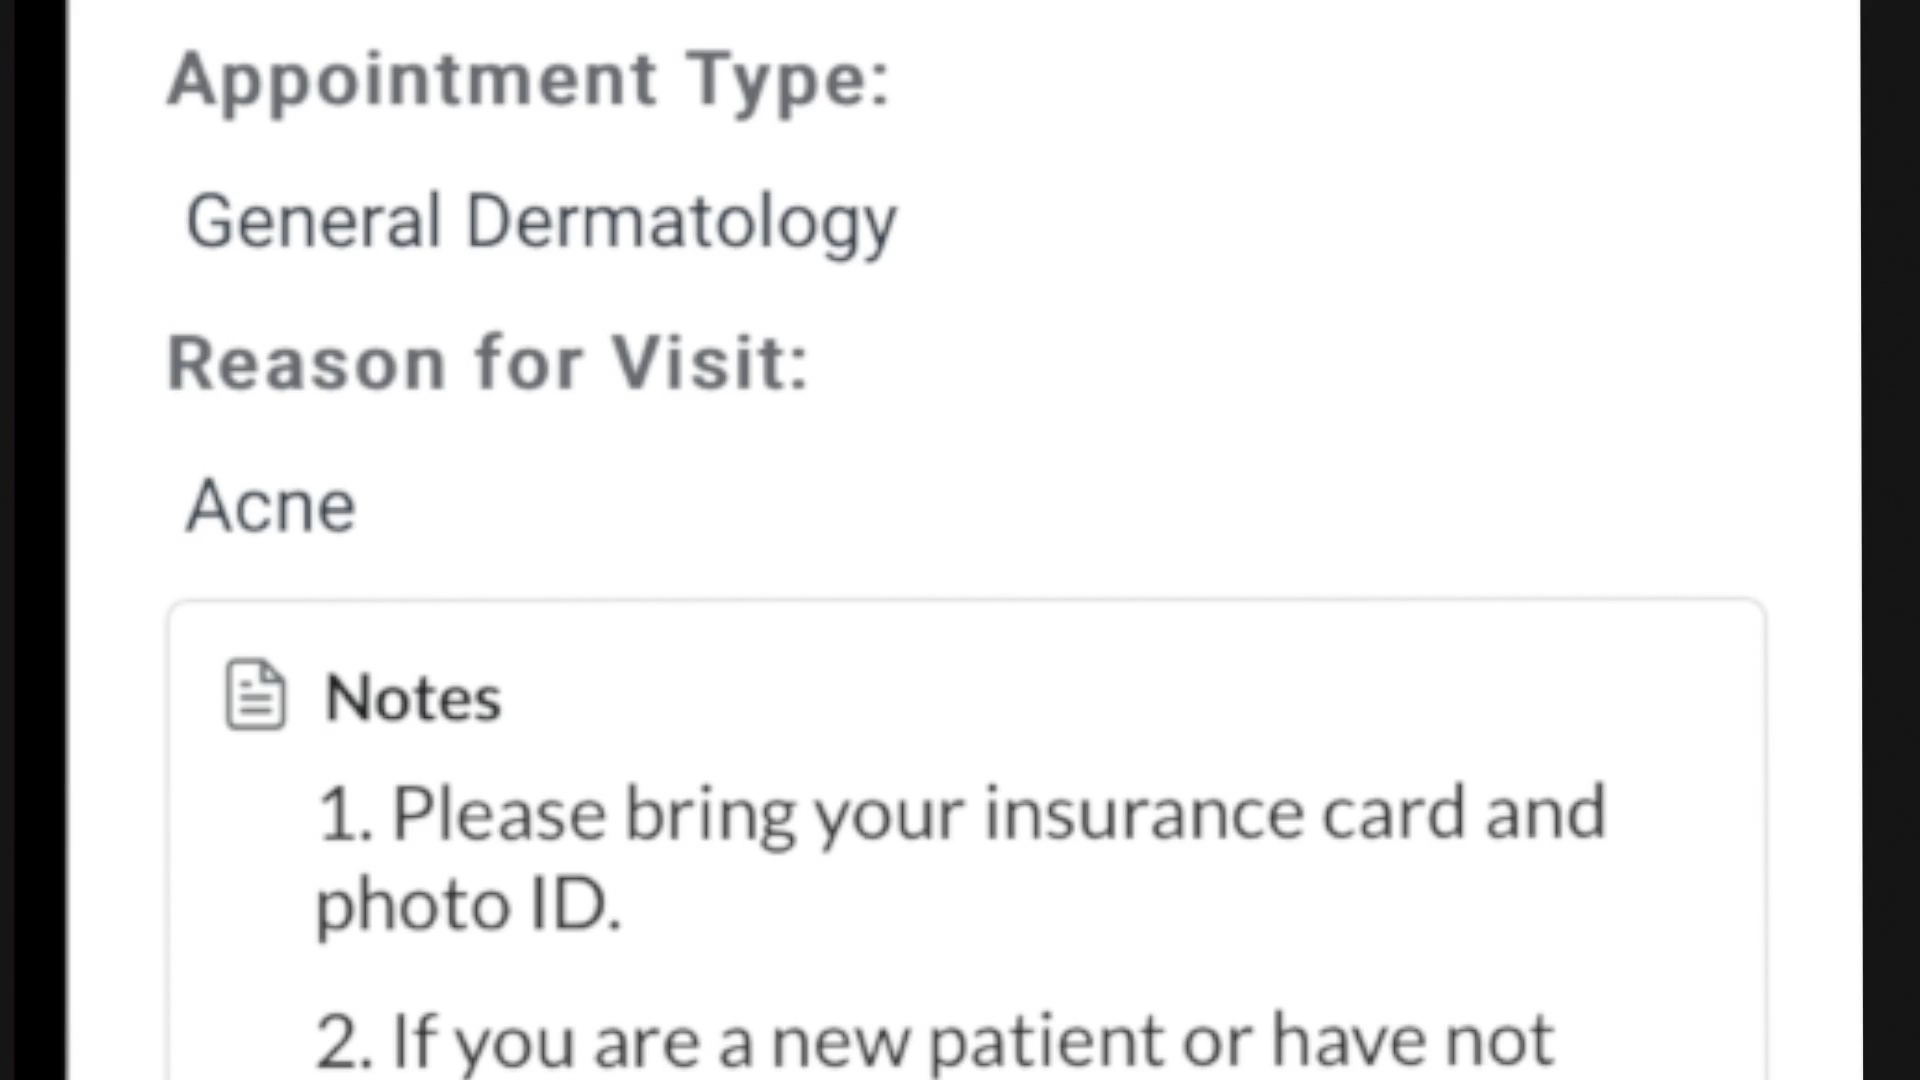 Appointment Type:
General Dermatology
Reason for Visit:
Acne
Notes
1. Please bring your insurance card and
photo ID.
2. If you are a new patient or have not